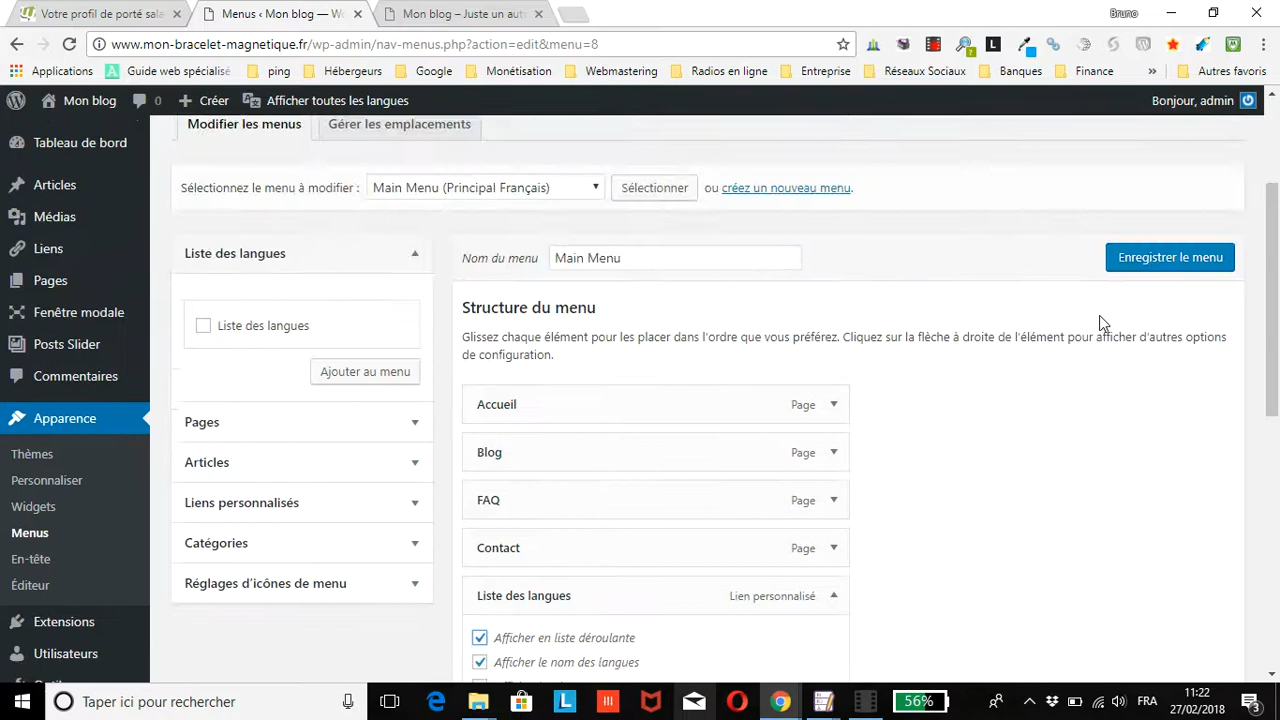 Votre profil de porté sala
Menus ‹ Mon blog — Wo
Mon blog – Juste un aut
Bruno
www.mon-bracelet-magnetique.fr/wp-admin/nav-menus.php?action=edit&menu=8
Applications
Guide web spécialisé
ping
Hébergeurs
Google
Monétisation
Webmastering
Radios en ligne
Entreprise
Réseaux Sociaux
Banques
Finance
»
Autres favoris
Mon blog
0
Créer
Afficher toutes les langues
Bonjour, admin
Tableau de bord
Articles
Médias
Liens
Pages
Fenêtre modale
Posts Slider
Commentaires
Apparence
Thèmes
Personnaliser
Widgets
Menus
En-tête
Éditeur
Extensions
Utilisateurs
Modifier les menus
Gérer les emplacements
Sélectionnez le menu à modifier :
Main Menu (Principal Français)
Sélectionner
ou créez un nouveau menu.
Liste des langues
Liste des langues
Ajouter au menu
Pages
Articles
Liens personnalisés
Catégories
Réglages d'icônes de menu
Nom du menu
Main Menu
Enregistrer le menu
Structure du menu
Glissez chaque élément pour les placer dans l'ordre que vous préférez. Cliquez sur la flèche à droite de l'élément pour afficher d'autres options
de configuration.
Accueil Page
Blog Page
FAQ Page
Contact Page
Liste des langues Lien personnalisé
Afficher en liste déroulante
Afficher le nom des langues
Taper ici pour rechercher
56%
FRA
11:22
27/02/2018
3